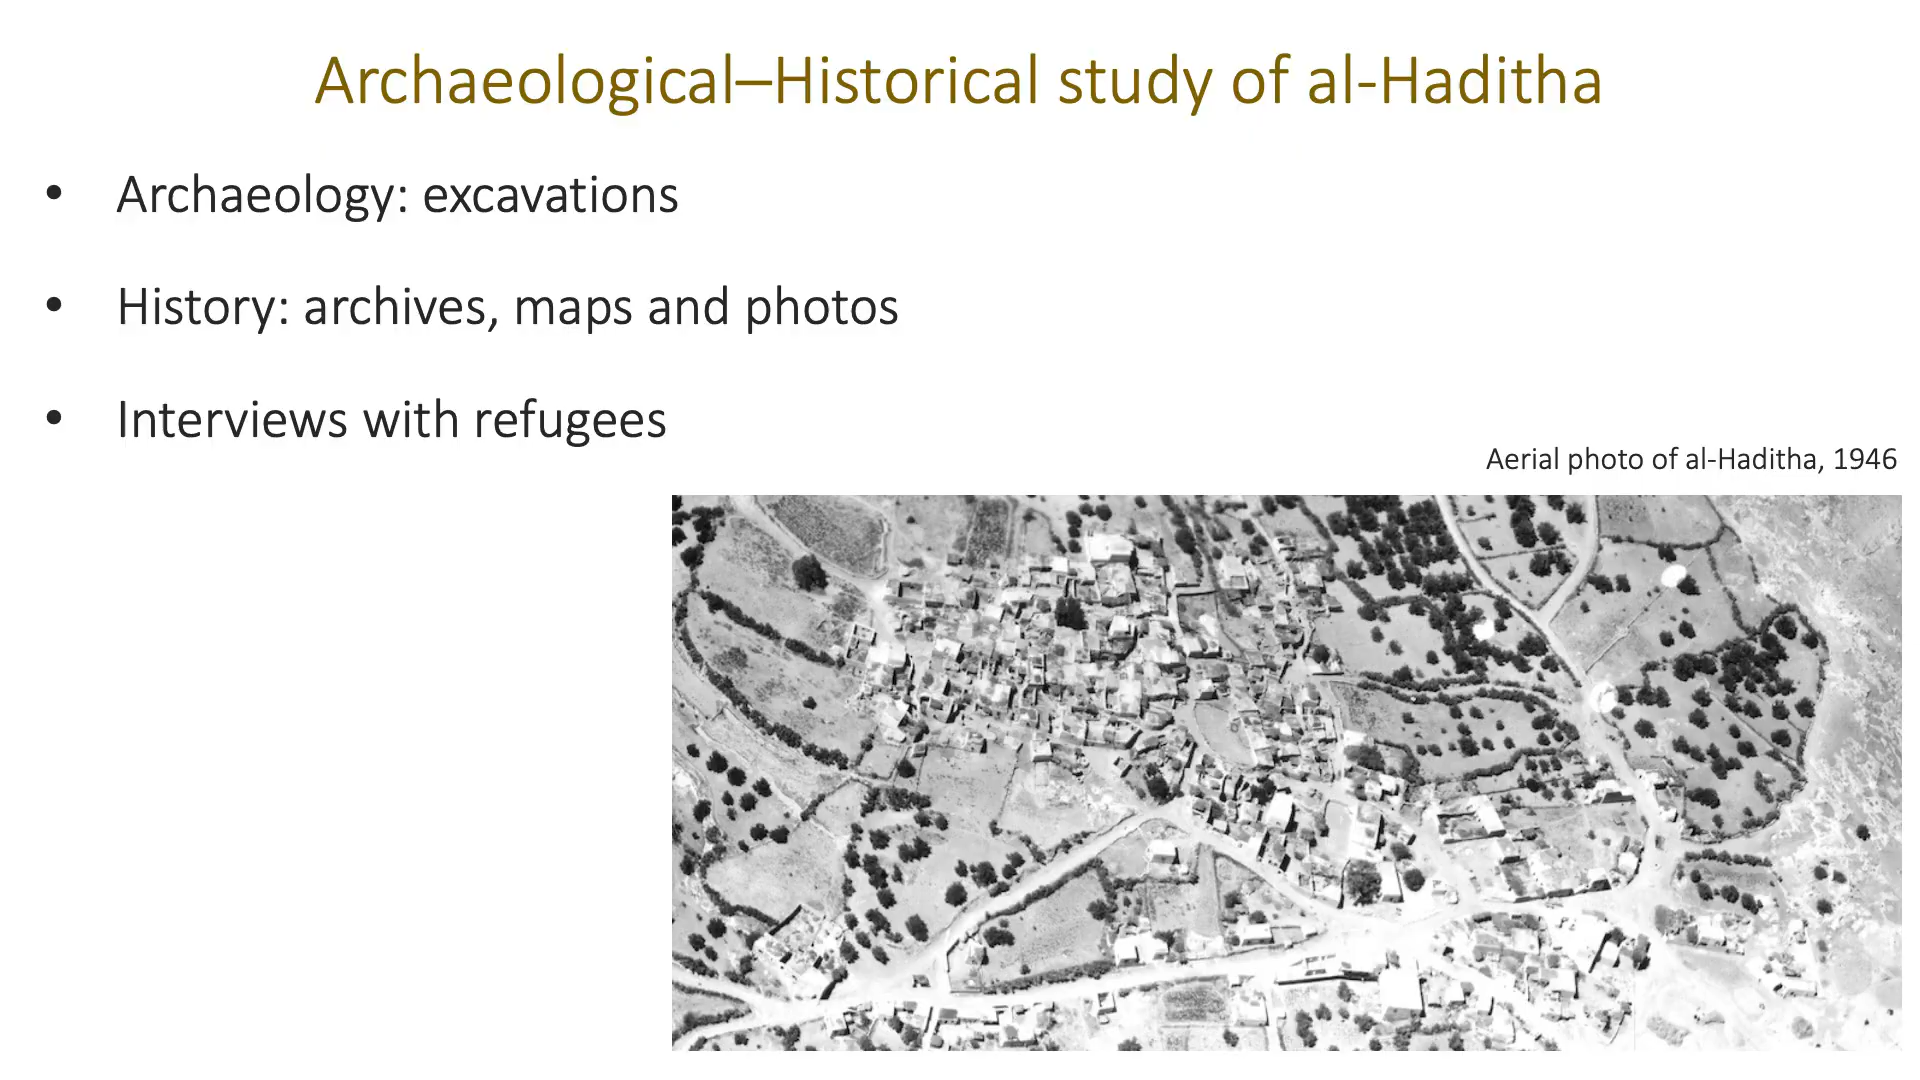 Archaeological–Historical study of al-Haditha
• Archaeology: excavations
• History: archives, maps and photos
• Interviews with refugees
Aerial photo of al-Haditha, 1946